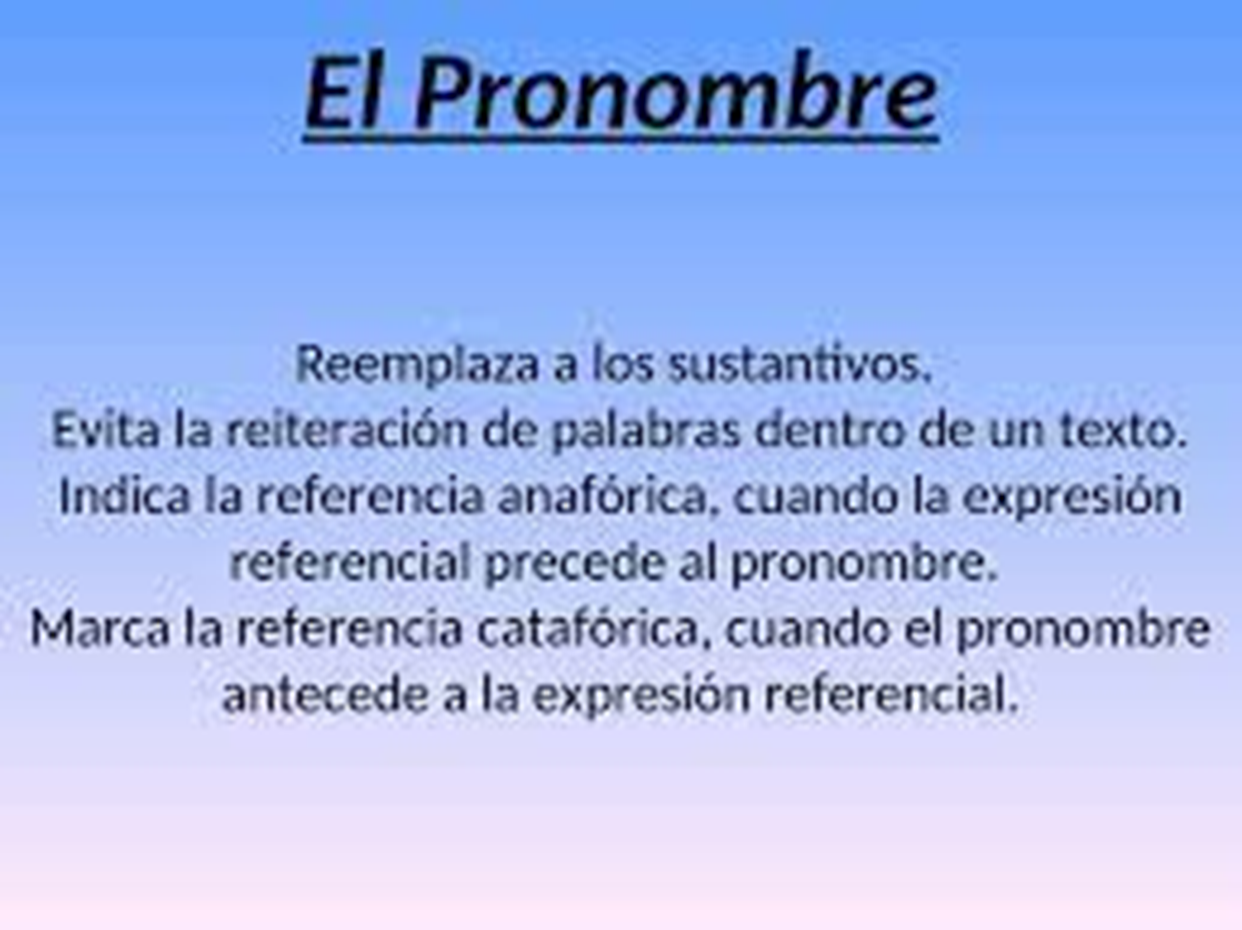 El Pronombre
Reemplaza a los sustantivos.
Evita la reiteración de palabras dentro de un texto.
Indica la referencia anafórica, cuando la expresión
referencial precede al pronombre.
Marca la referencia catafórica, cuando el pronombre
antecede a la expresión referencial.